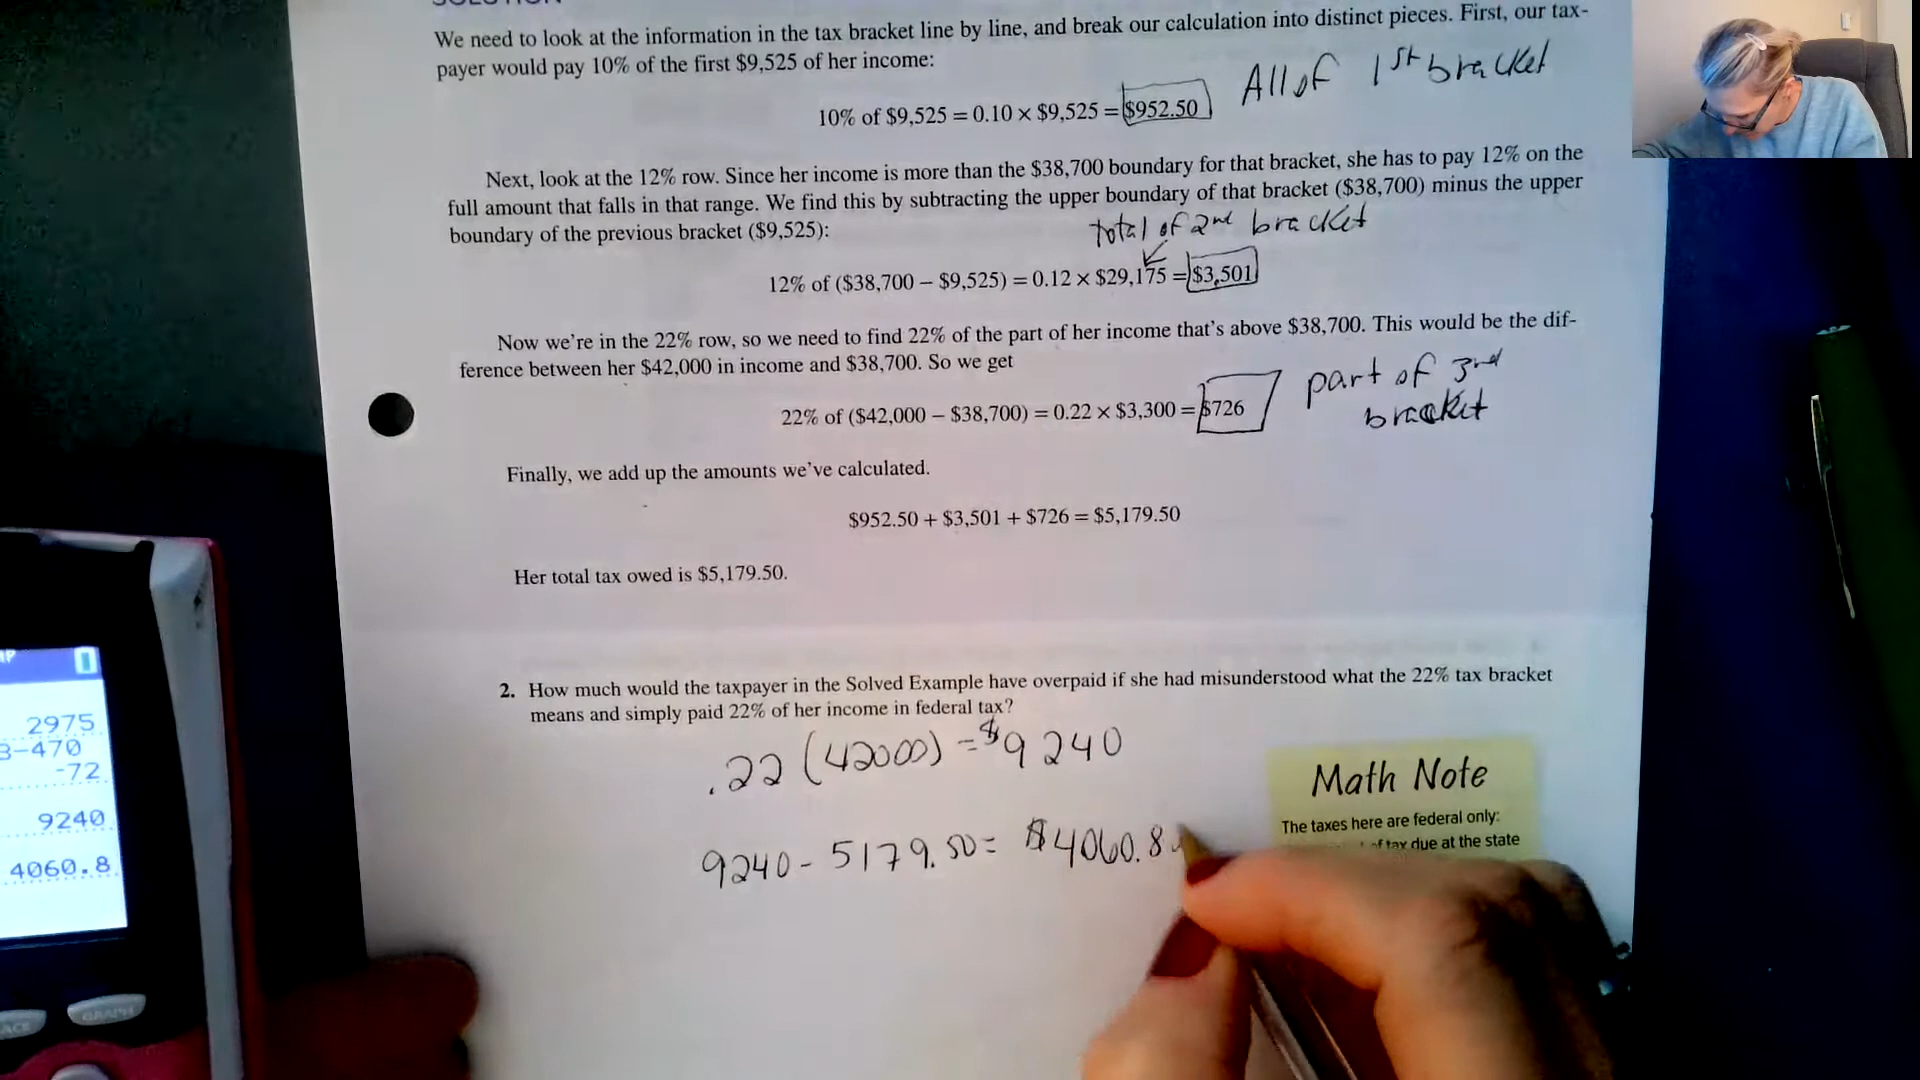 SOLUTION
We need to look at the information in the tax bracket line by line, and break our calculation into distinct pieces. First, our tax-
payer would pay 10% of the first $9,525 of her income:
All of 1st bracket
10% of $9,525 = 0.10 × $9,525 = $952.50
Next, look at the 12% row. Since her income is more than the $38,700 boundary for that bracket, she has to pay 12% on the
full amount that falls in that range. We find this by subtracting the upper boundary of that bracket ($38,700) minus the upper
boundary of the previous bracket ($9,525):
total of 2nd bracket
12% of ($38,700 – $9,525) = 0.12 × $29,175 = $3,501
Now we're in the 22% row, so we need to find 22% of the part of her income that's above $38,700. This would be the dif-
ference between her $42,000 in income and $38,700. So we get
part of 3rd
bracket
22% of ($42,000 – $38,700) = 0.22 × $3,300 = $726
Finally, we add up the amounts we've calculated.
$952.50 + $3,501 + $726 = $5,179.50
Her total tax owed is $5,179.50.
2. How much would the taxpayer in the Solved Example have overpaid if she had misunderstood what the 22% tax bracket
means and simply paid 22% of her income in federal tax?
.22 (42000) = $9240
9240 - 5179.50 = $4060.8
Math Note
The taxes here are federal only:
of tax due at the state
2975
3-470
-72
9240
4060.8
GRAPH